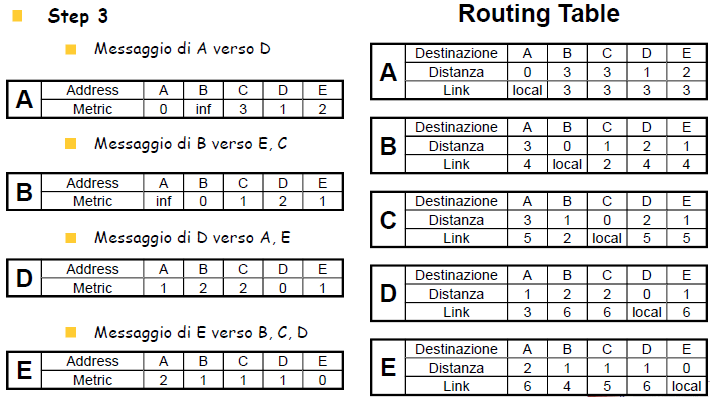 Step 3
Messaggio di A verso D
A Address A B C D E
Metric 0 inf 3 1 2
Messaggio di B verso E, C
B Address A B C D E
Metric inf 0 1 2 1
Messaggio di D verso A, E
D Address A B C D E
Metric 1 2 2 0 1
Messaggio di E verso B, C, D
E Address A B C D E
Metric 2 1 1 1 0
Routing Table
A Destinazione A B C D E
Distanza 0 3 3 1 2
Link local 3 3 3 3
B Destinazione A B C D E
Distanza 3 0 1 2 1
Link 4 local 2 4 4
C Destinazione A B C D E
Distanza 3 1 0 2 1
Link 5 2 local 5 5
D Destinazione A B C D E
Distanza 1 2 2 0 1
Link 3 6 6 local 6
E Destinazione A B C D E
Distanza 2 1 1 1 0
Link 6 4 5 6 local